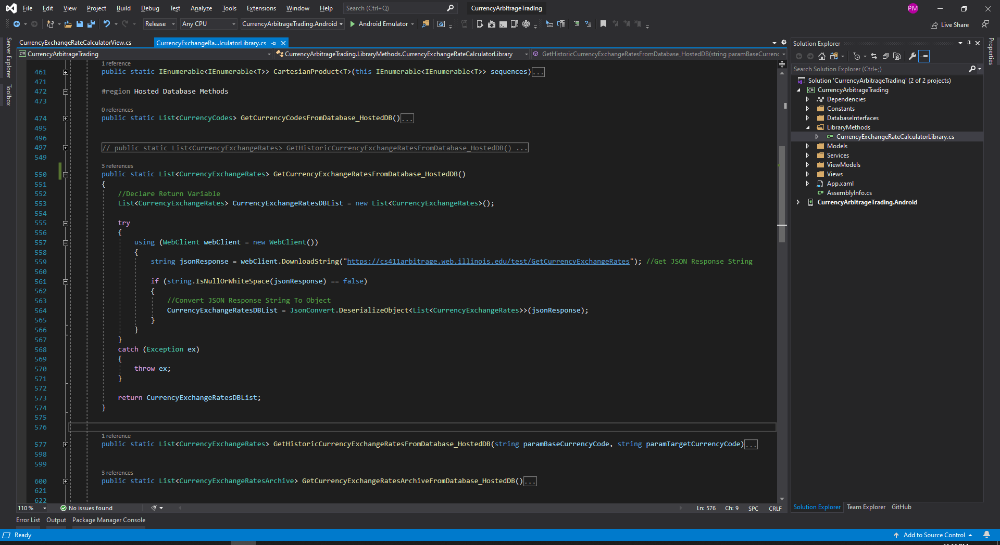 File Edit View Project Build Debug Test Analyze Tools Extensions Window Help Search (Ctrl+Q) CurrencyArbitrageTrading PM
Release Any CPU CurrencyArbitrageTrading.Android Android Emulator Live Share
CurrencyExchangeRateCalculatorView.cs CurrencyExchangeRa...lculatorLibrary.cs
CurrencyArbitrageTrading CurrencyArbitrageTrading.LibraryMethods.CurrencyExchangeRateCalculatorLibrary GetHistoricCurrencyExchangeRatesFromDatabase_HostedDB(string paramBaseCurrenc
Server Explorer
Toolbox
1 reference
461 public static IEnumerable<IEnumerable<T>> CartesianProduct<T>(this IEnumerable<IEnumerable<T>> sequences)...
471
472 #region Hosted Database Methods
473
0 references
474 public static List<CurrencyCodes> GetCurrencyCodesFromDatabase_HostedDB()...
495
496
497 // public static List<CurrencyExchangeRates> GetHistoricCurrencyExchangeRatesFromDatabase_HostedDB() ...
549
3 references
550 public static List<CurrencyExchangeRates> GetCurrencyExchangeRatesFromDatabase_HostedDB()
551 {
552 //Declare Return Variable
553 List<CurrencyExchangeRates> CurrencyExchangeRatesDBList = new List<CurrencyExchangeRates>();
554
555 try
556 {
557 using (WebClient webClient = new WebClient())
558 {
559 string jsonResponse = webClient.DownloadString("https://cs411arbitrage.web.illinois.edu/test/GetCurrencyExchangeRates"); //Get JSON Response String
560
561 if (string.IsNullOrWhiteSpace(jsonResponse) == false)
562 {
563 //Convert JSON Response String To Object
564 CurrencyExchangeRatesDBList = JsonConvert.DeserializeObject<List<CurrencyExchangeRates>>(jsonResponse);
565 }
566 }
567 }
568 catch (Exception ex)
569 {
570 throw ex;
571 }
572
573 return CurrencyExchangeRatesDBList;
574 }
575
576
1 reference
577 public static List<CurrencyExchangeRates> GetHistoricCurrencyExchangeRatesFromDatabase_HostedDB(string paramBaseCurrencyCode, string paramTargetCurrencyCode)...
598
599
3 references
600 public static List<CurrencyExchangeRatesArchive> GetCurrencyExchangeRatesArchiveFromDatabase_HostedDB()...
621
622
110 % No issues found Ln: 576 Ch: 9 SPC CRLF
Error List Output Package Manager Console
Solution Explorer
Search Solution Explorer (Ctrl+;)
Solution 'CurrencyArbitrageTrading' (2 of 2 projects)
CurrencyArbitrageTrading
Dependencies
Constants
DatabaseInterfaces
LibraryMethods
CurrencyExchangeRateCalculatorLibrary.cs
Models
Services
ViewModels
Views
App.xaml
AssemblyInfo.cs
CurrencyArbitrageTrading.Android
Solution Explorer Team Explorer GitHub
Properties
Ready Add to Source Control